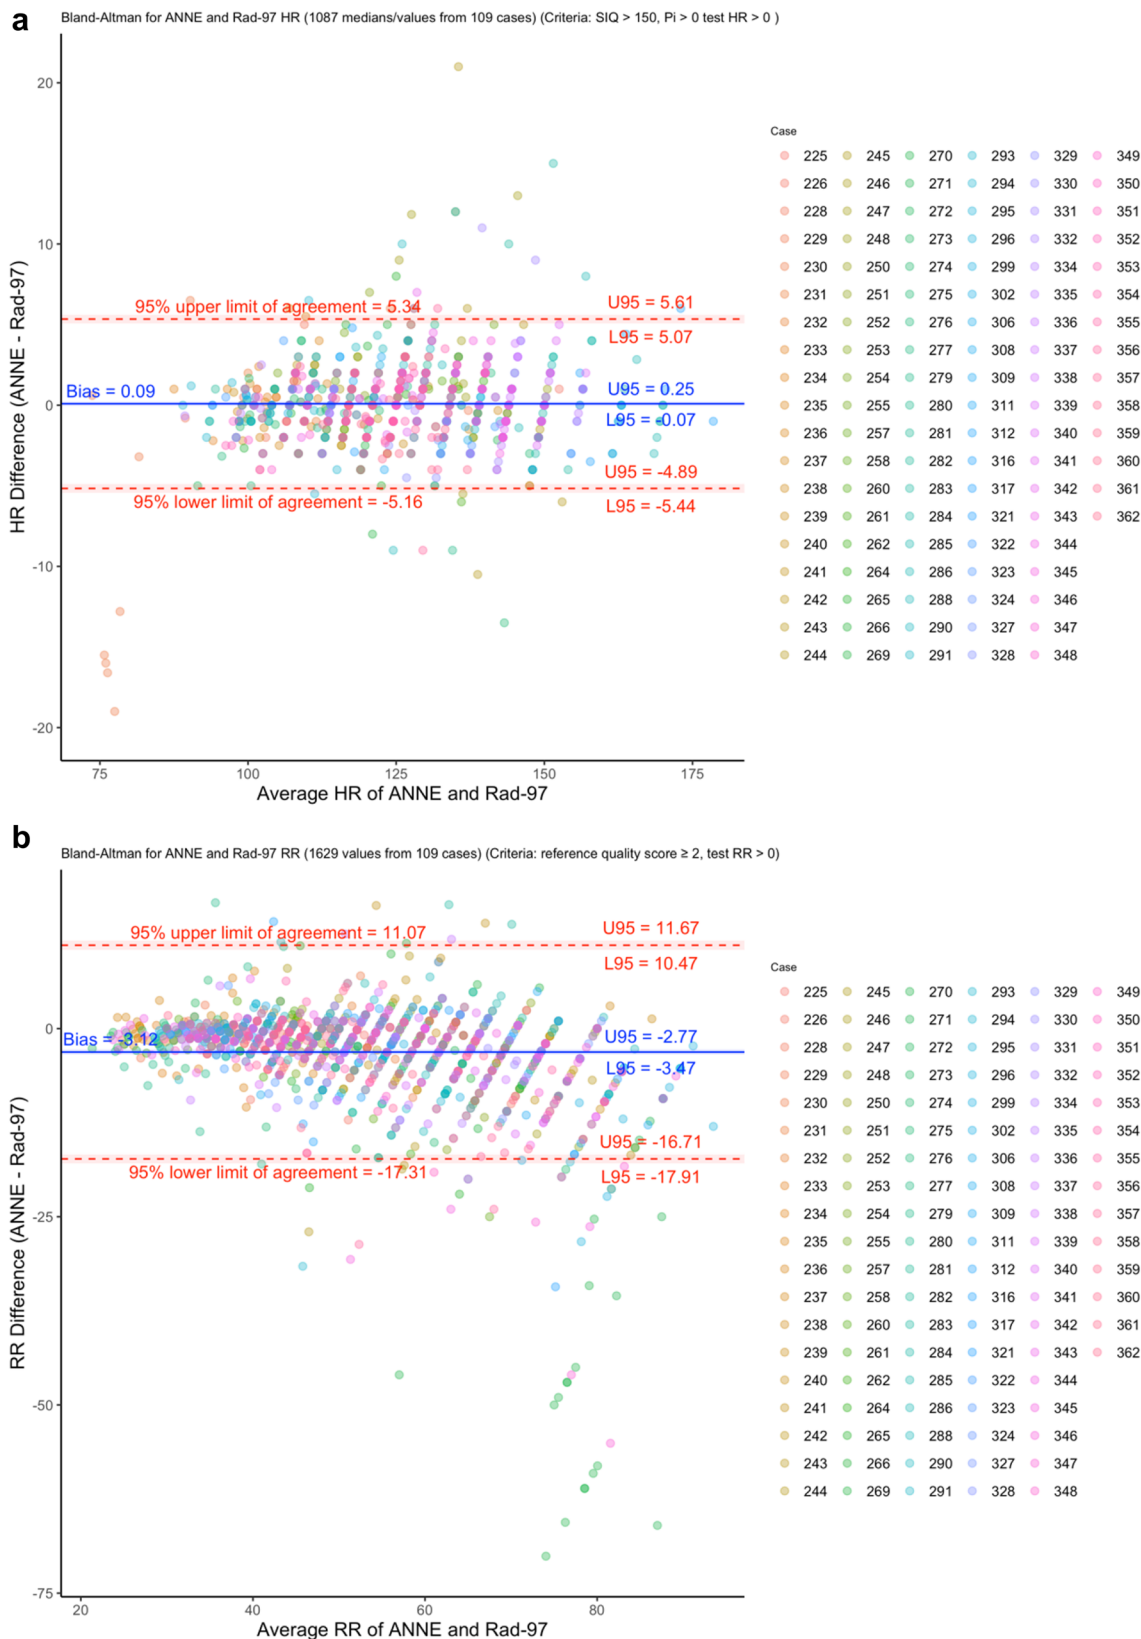 a
Bland-Altman for ANNE and Rad-97 HR (1087 medians/values from 109 cases) (Criteria: SIQ > 150, Pi > 0 test HR > 0 )
HR Difference (ANNE - Rad-97)
20
10
0
-10
-20
95% upper limit of agreement = 5.34
U95 = 5.61
L95 = 5.07
Bias = 0.09
U95 = 0.25
L95 = -0.07
U95 = -4.89
95% lower limit of agreement = -5.16
L95 = -5.44
75 100 125 150 175
Average HR of ANNE and Rad-97
Case
225 245 270 293 329 349
226 246 271 294 330 350
228 247 272 295 331 351
229 248 273 296 332 352
230 250 274 299 334 353
231 251 275 302 335 354
232 252 276 306 336 355
233 253 277 308 337 356
234 254 279 309 338 357
235 255 280 311 339 358
236 257 281 312 340 359
237 258 282 316 341 360
238 260 283 317 342 361
239 261 284 321 343 362
240 262 285 322 344
241 264 286 323 345
242 265 288 324 346
243 266 290 327 347
244 269 291 328 348
b
Bland-Altman for ANNE and Rad-97 RR (1629 values from 109 cases) (Criteria: reference quality score ≥ 2, test RR > 0)
RR Difference (ANNE - Rad-97)
0
-25
-50
-75
95% upper limit of agreement = 11.07
U95 = 11.67
L95 = 10.47
Bias = -3.12
U95 = -2.77
L95 = -3.47
U95 = -16.71
95% lower limit of agreement = -17.31
L95 = -17.91
20 40 60 80
Average RR of ANNE and Rad-97
Case
225 245 270 293 329 349
226 246 271 294 330 350
228 247 272 295 331 351
229 248 273 296 332 352
230 250 274 299 334 353
231 251 275 302 335 354
232 252 276 306 336 355
233 253 277 308 337 356
234 254 279 309 338 357
235 255 280 311 339 358
236 257 281 312 340 359
237 258 282 316 341 360
238 260 283 317 342 361
239 261 284 321 343 362
240 262 285 322 344
241 264 286 323 345
242 265 288 324 346
243 266 290 327 347
244 269 291 328 348